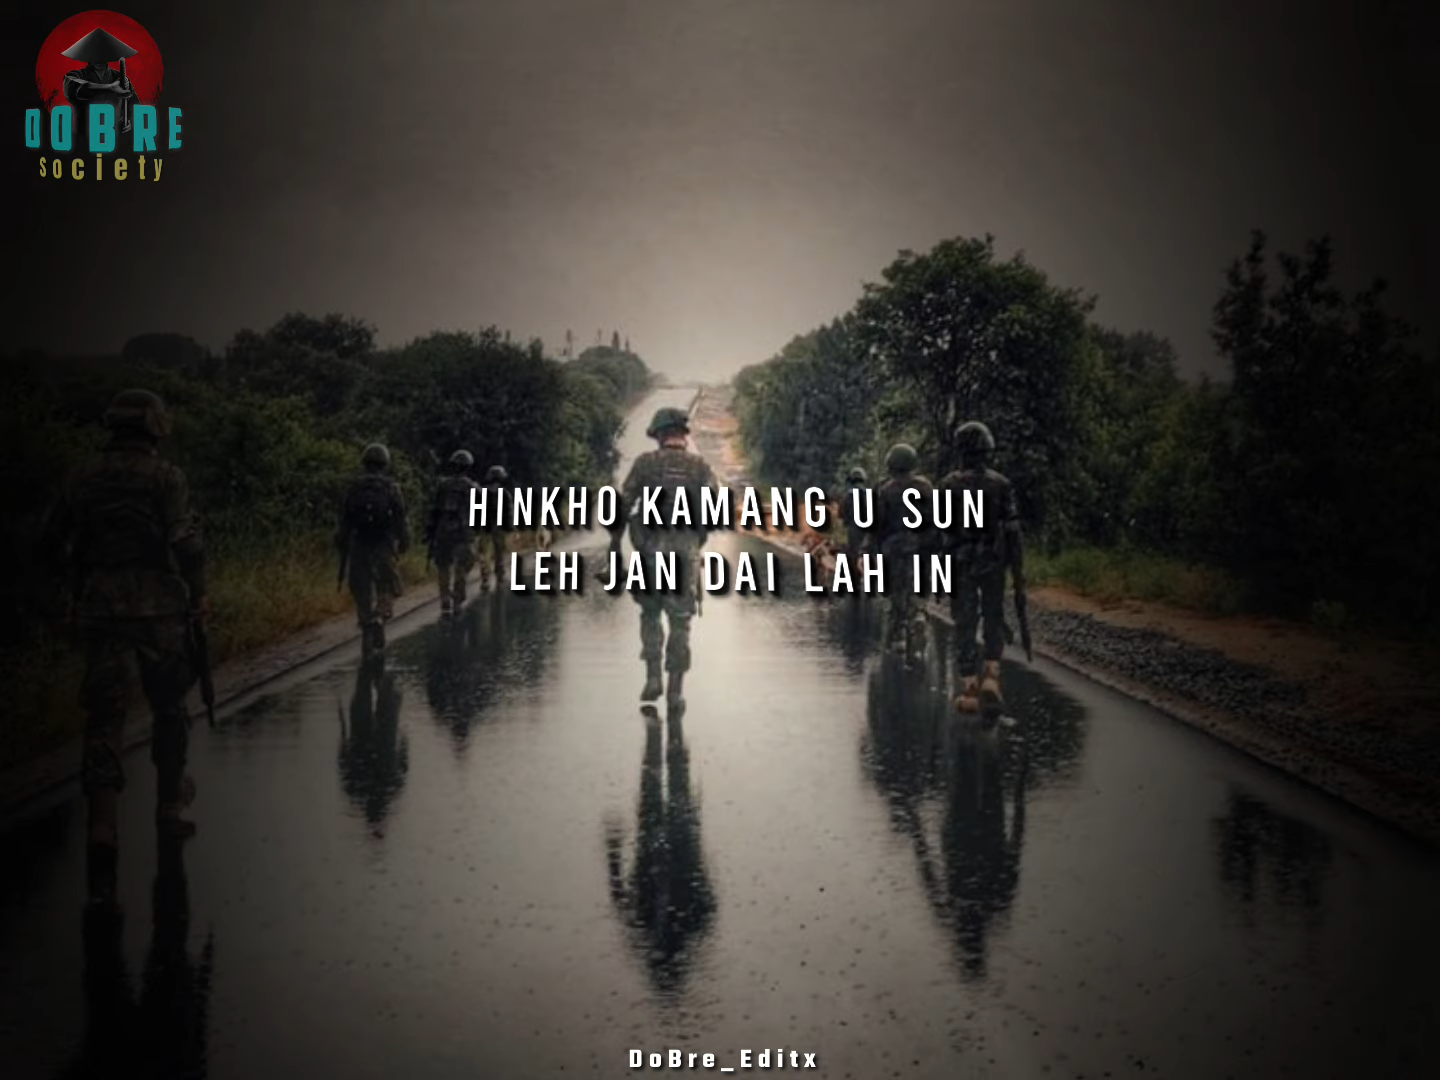 DOBRE
society
HINKHO KAMANG U SUN
LEH JAN DAI LAH IN
DoBre_Editx